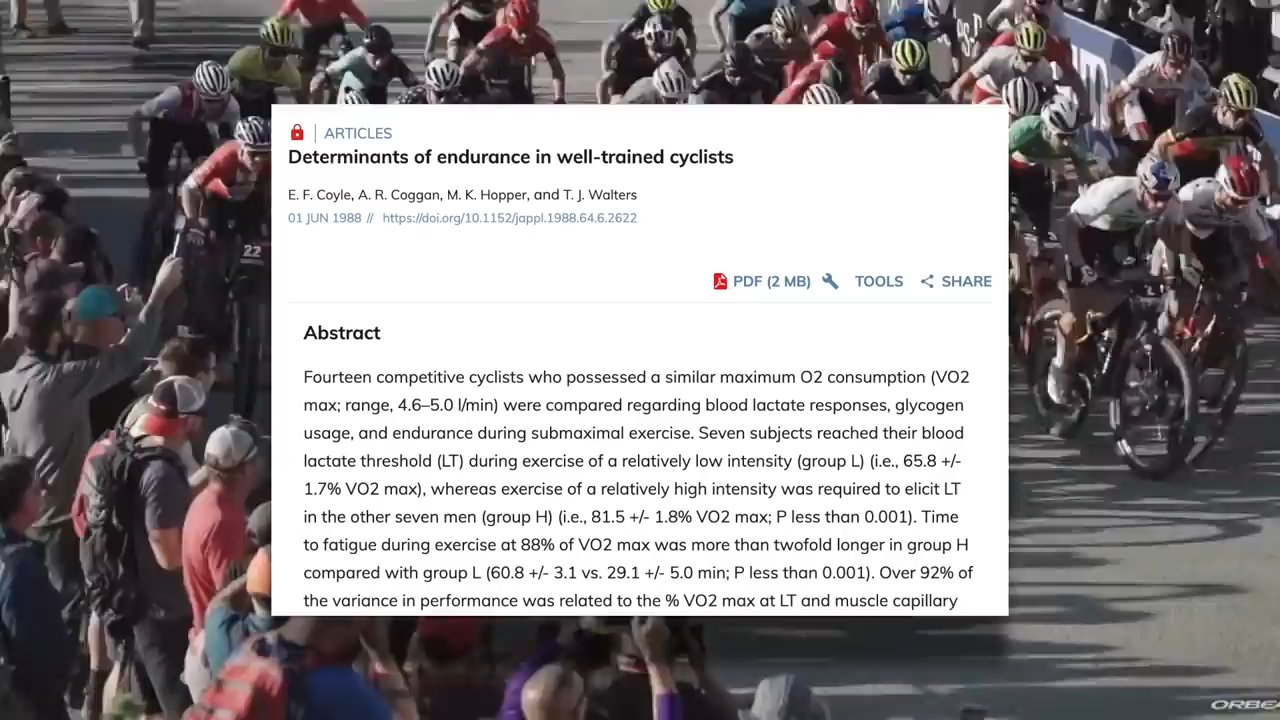 ARTICLES
Determinants of endurance in well-trained cyclists
E. F. Coyle, A. R. Coggan, M. K. Hopper, and T. J. Walters
01 JUN 1988 // https://doi.org/10.1152/jappl.1988.64.6.2622
PDF (2 MB) TOOLS SHARE
Abstract
Fourteen competitive cyclists who possessed a similar maximum O2 consumption (VO2
max; range, 4.6–5.0 l/min) were compared regarding blood lactate responses, glycogen
usage, and endurance during submaximal exercise. Seven subjects reached their blood
lactate threshold (LT) during exercise of a relatively low intensity (group L) (i.e., 65.8 +/-
1.7% VO2 max), whereas exercise of a relatively high intensity was required to elicit LT
in the other seven men (group H) (i.e., 81.5 +/- 1.8% VO2 max; P less than 0.001). Time
to fatigue during exercise at 88% of VO2 max was more than twofold longer in group H
compared with group L (60.8 +/- 3.1 vs. 29.1 +/- 5.0 min; P less than 0.001). Over 92% of
the variance in performance was related to the % VO2 max at LT and muscle capillary
22